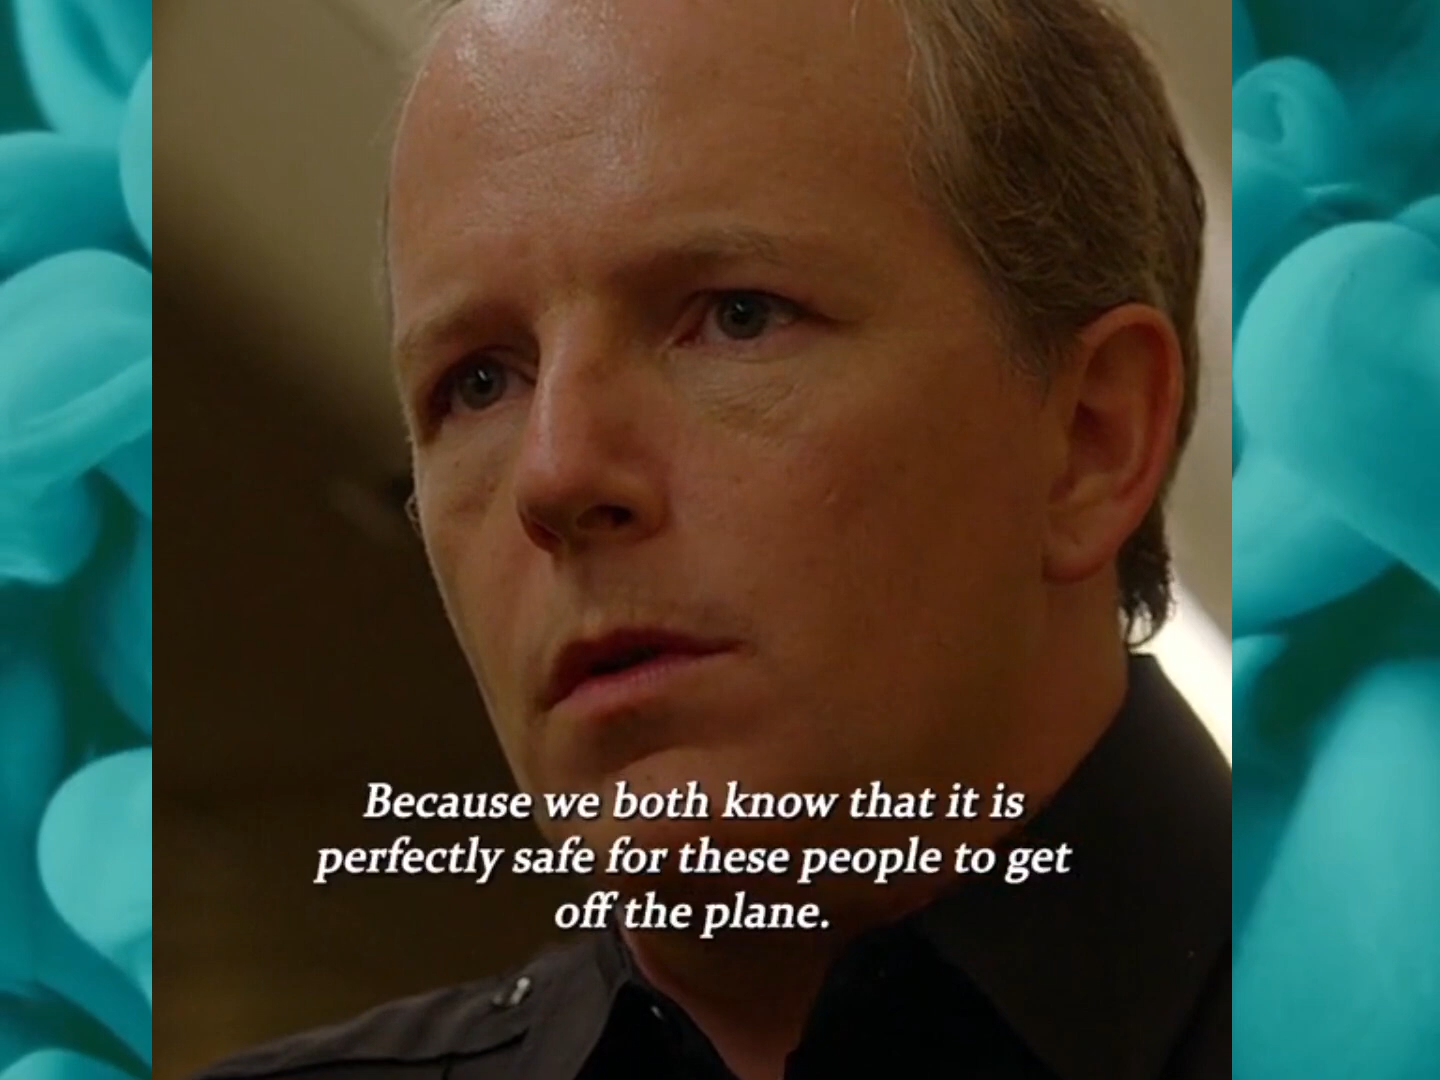 Because we both know that it is
perfectly safe for these people to get
off the plane.